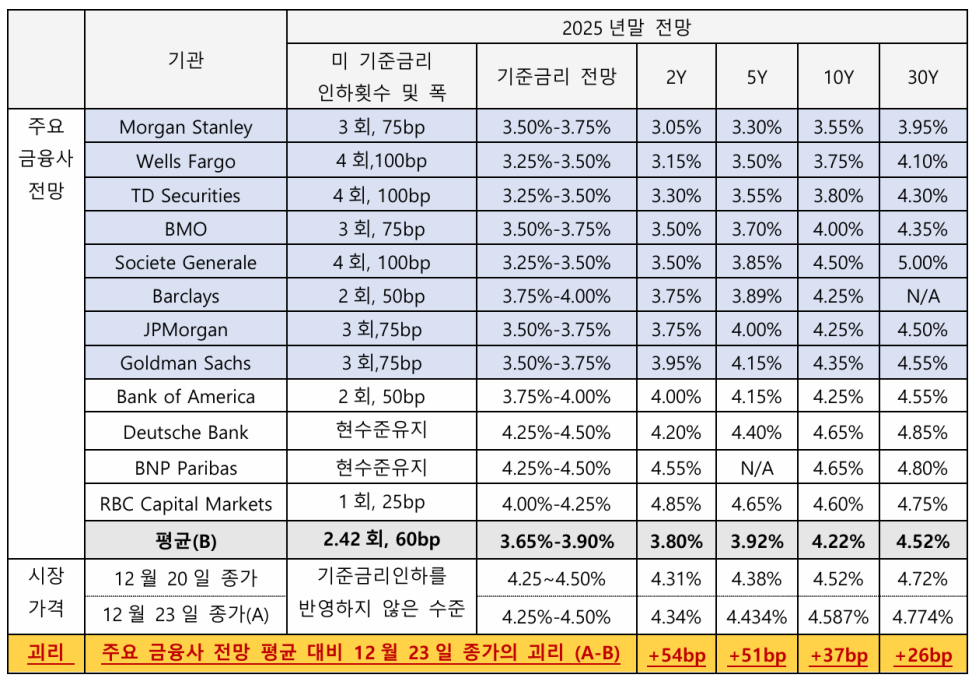 기관
미 기준금리
인하횟수 및 폭
2025 년말 전망
기준금리 전망 2Y 5Y 10Y 30Y
주요
금융사
전망
Morgan Stanley 3 회, 75bp 3.50%-3.75% 3.05% 3.30% 3.55% 3.95%
Wells Fargo 4 회,100bp 3.25%-3.50% 3.15% 3.50% 3.75% 4.10%
TD Securities 4 회, 100bp 3.25%-3.50% 3.30% 3.55% 3.80% 4.30%
BMO 3 회, 75bp 3.50%-3.75% 3.50% 3.70% 4.00% 4.35%
Societe Generale 4 회, 100bp 3.25%-3.50% 3.50% 3.85% 4.50% 5.00%
Barclays 2 회, 50bp 3.75%-4.00% 3.75% 3.89% 4.25% N/A
JPMorgan 3 회,75bp 3.50%-3.75% 3.75% 4.00% 4.25% 4.50%
Goldman Sachs 3 회,75bp 3.50%-3.75% 3.95% 4.15% 4.35% 4.55%
Bank of America 2 회, 50bp 3.75%-4.00% 4.00% 4.15% 4.25% 4.55%
Deutsche Bank 현수준유지 4.25%-4.50% 4.20% 4.40% 4.65% 4.85%
BNP Paribas 현수준유지 4.25%-4.50% 4.55% N/A 4.65% 4.80%
RBC Capital Markets 1 회, 25bp 4.00%-4.25% 4.85% 4.65% 4.60% 4.75%
평균(B) 2.42 회, 60bp 3.65%-3.90% 3.80% 3.92% 4.22% 4.52%
시장
가격
12 월 20 일 종가 기준금리인하를 4.25~4.50% 4.31% 4.38% 4.52% 4.72%
12 월 23 일 종가(A) 반영하지 않은 수준 4.25%-4.50% 4.34% 4.434% 4.587% 4.774%
괴리 주요 금융사 전망 평균 대비 12 월 23 일 종가의 괴리 (A-B) +54bp +51bp +37bp +26bp